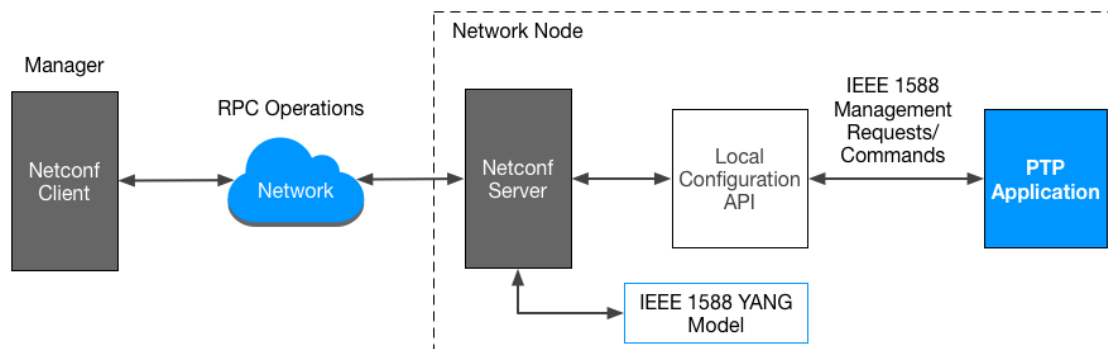 Network Node
Manager
RPC Operations
IEEE 1588
Management
Requests/
Commands
Netconf
Client
Network
Netconf
Server
Local
Configuration
API
PTP
Application
IEEE 1588 YANG
Model